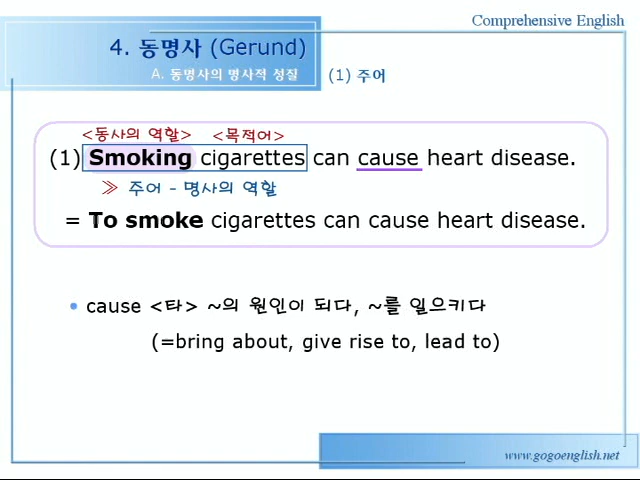 Comprehensive English
4. 동명사 (Gerund)
A. 동명사의 명사적 성질
(1) 주어
<동사의 역할> <목적어>
(1) Smoking cigarettes can cause heart disease.
≫ 주어 - 명사의 역할
= To smoke cigarettes can cause heart disease.
• cause <타> ~의 원인이 되다, ~를 일으키다
(=bring about, give rise to, lead to)
www.gogoenglish.net